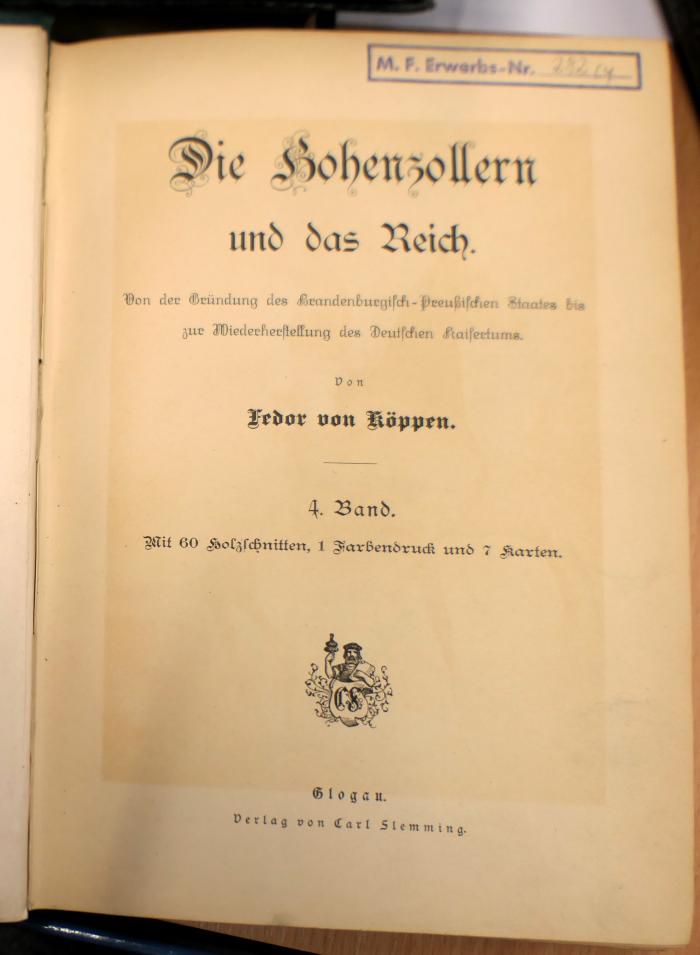 M. F. Erwerbs-Nr.
Die Hohenzollern
und das Reich.
Von der Gründung des Brandenburgisch-Preußischen Staates bis
zur Wiederherstellung des Deutschen Kaisertums.
Von
Fedor von Köppen.
4. Band.
Mit 60 Holzschnitten, 1 Farbendruck und 7 Karten.
C F
Glogau.
Verlag von Carl Flemming.